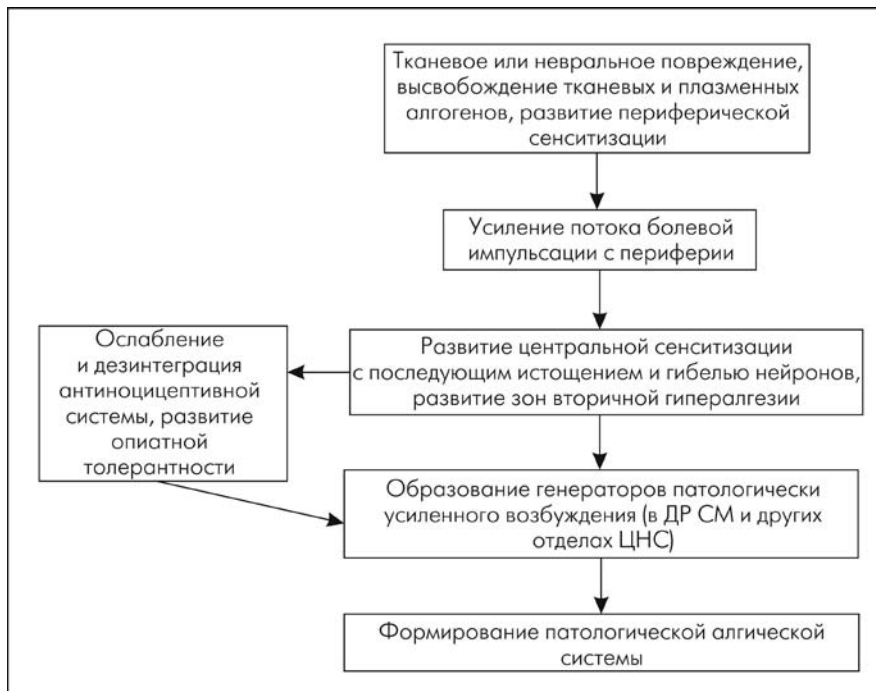 Тканевое или невральное повреждение,
высвобождение тканевых и плазменных
алгогенов, развитие периферической
сенситизации
Усиление потока болевой
импульсации с периферии
Развитие центральной сенситизации
с последующим истощением и гибелью нейронов,
развитие зон вторичной гипералгезии
Ослабление
и дезинтеграция
антиноцицептивной
системы, развитие
опиатной
толерантности
Образование генераторов патологически
усиленного возбуждения (в ДР СМ и других
отделах ЦНС)
Формирование патологической алгической
системы